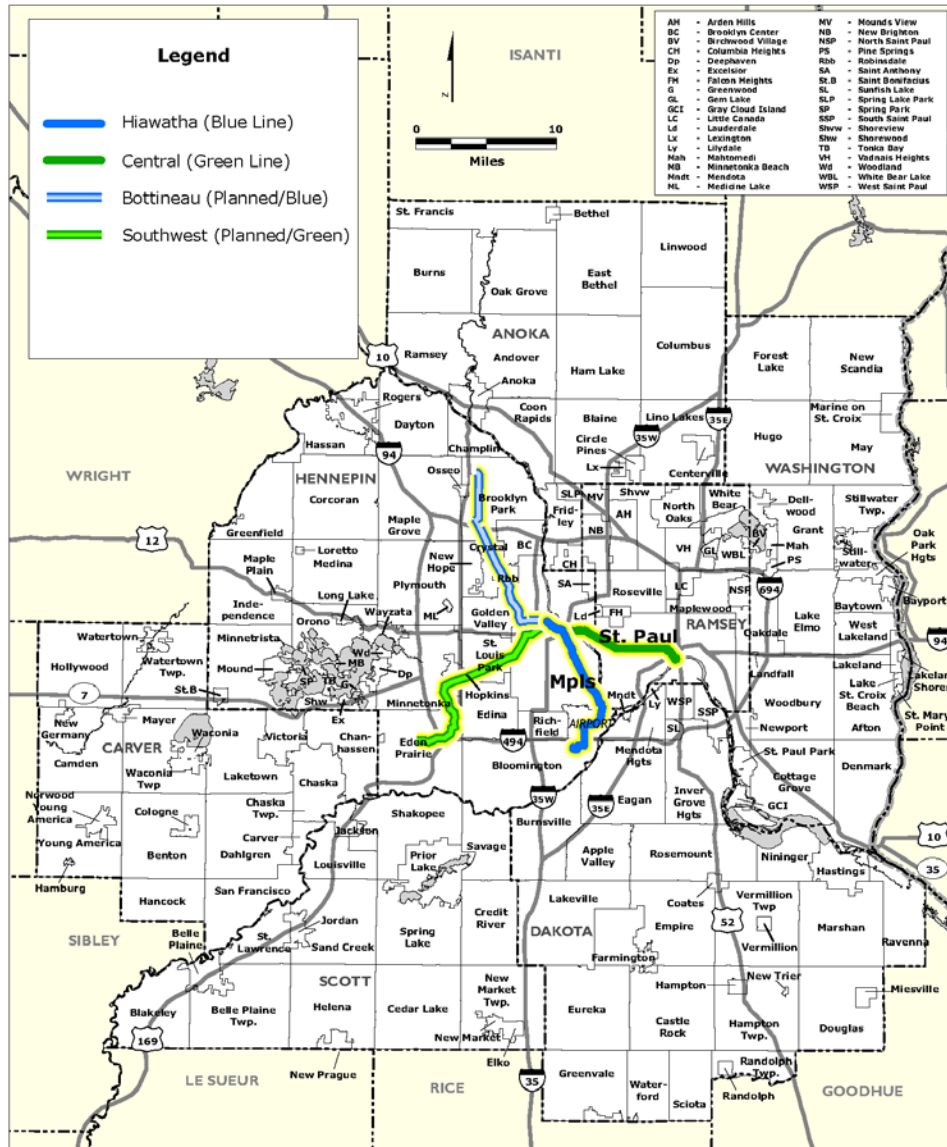 Legend
Hiawatha (Blue Line)
Central (Green Line)
Bottineau (Planned/Blue)
Southwest (Planned/Green)
ISANTI
N
0 10
Miles
AH - Arden Hills
BC - Brooklyn Center
BV - Birchwood Village
CH - Columbia Heights
Dp - Deephaven
Ex - Excelsior
FH - Falcon Heights
G - Greenwood
GL - Gem Lake
GCI - Gray Cloud Island
LC - Little Canada
Ld - Lauderdale
Lx - Lexington
Ly - Lilydale
Mah - Mahtomedi
MB - Minnetonka Beach
Mndt - Mendota
ML - Medicine Lake
MV - Mounds View
NB - New Brighton
NSP - North Saint Paul
PS - Pine Springs
Rbb - Robinsdale
SA - Saint Anthony
St.B - Saint Bonifacius
SL - Sunfish Lake
SLP - Spring Lake Park
SP - Spring Park
SSP - South Saint Paul
Shvw - Shoreview
Shw - Shorewood
TB - Tonka Bay
VH - Vadnais Heights
Wd - Woodland
WBL - White Bear Lake
WSP - West Saint Paul
St. Francis
Bethel
Linwood
Burns
East
Bethel
Oak Grove
ANOKA
Andover
Ramsey
10
Columbus
Ham Lake
Anoka
Forest
Lake
New
Scandia
Rogers
Dayton
Coon
Rapids
Blaine
Lino Lakes
35E
35W
Marine on
St. Croix
Hassan
94
Champlin
Circle
Pines
Lx
Centerville
Hugo
May
WRIGHT
HENNEPIN
Osseo
WASHINGTON
Corcoran
Brooklyn
Park
SLP
MV
Shvw
Frid-
ley
AH
North
Oaks
White
Bear
Dell-
wood
Stillwater
Twp.
Greenfield
Maple
Grove
NB
BV
Grant
Oak Park
Hgts
12
Loretto
Medina
Crystal
BC
CH
VH
GL
WBL
Mah
PS
Still-
water
Maple
Plain
New
Hope
Rbb
SA
Roseville
LC
NSP
694
Long Lake
Plymouth
ML
Bayport
Inde-
pendence
Orono
Wayzata
Golden
Valley
Ld
FH
Maplewood
RAMSEY
Oakdale
Lake
Elmo
Baytown
West
Lakeland
Watertown
Minnetrista
St. Paul
94
Hollywood
Watertown
Twp.
Mound
Wd
MB
SP
TB
G
Dp
St.
Louis
Park
Lakeland
Lakeland
Shores
7
St.B
Shw
Ex
Hopkins
Minnetonka
Mpls
Landfall
Lake
St. Croix
Beach
Edina
Mndt
Ly
WSP
SSP
Woodbury
St. Mary
Point
New
Germany
Mayer
Waconia
Victoria
Chan-
hassen
Rich-
field
AIRPORT
SL
Newport
Afton
Camden
CARVER
Eden
Prairie
494
Mendota
Hgts
St. Paul Park
Waconia
Twp
Laketown
Chaska
Bloomington
Denmark
35W
35E
Eagan
Inver
Grove
Hgts
Cottage
Grove
Norwood
Young
America
Cologne
Chaska
Twp.
Shakopee
Burnsville
GCI
10
Young America
Carver
Jackson
Savage
Apple
Valley
Nininger
35
Benton
Dahlgren
Louisville
Prior
Lake
Rosemount
Hastings
Hamburg
Hancock
San Francisco
Credit
River
Lakeville
Coates
Vermillion
Twp
Jordan
Spring
Lake
Empire
52
Marshan
SIBLEY
Belle
Plaine
St.
Lawrence
Sand Creek
DAKOTA
Vermillion
Ravenna
Farmington
SCOTT
New
Market
Twp.
Hampton
New Trier
Miesville
Blakeley
Belle Plaine
Twp.
Helena
Cedar Lake
Eureka
Castle
Rock
Hampton
Twp.
Douglas
169
New Market
Elko
Randolph
Twp.
New Prague
35
Greenvale
Water-
ford
Sciota
Randolph
LE SUEUR
RICE
GOODHUE